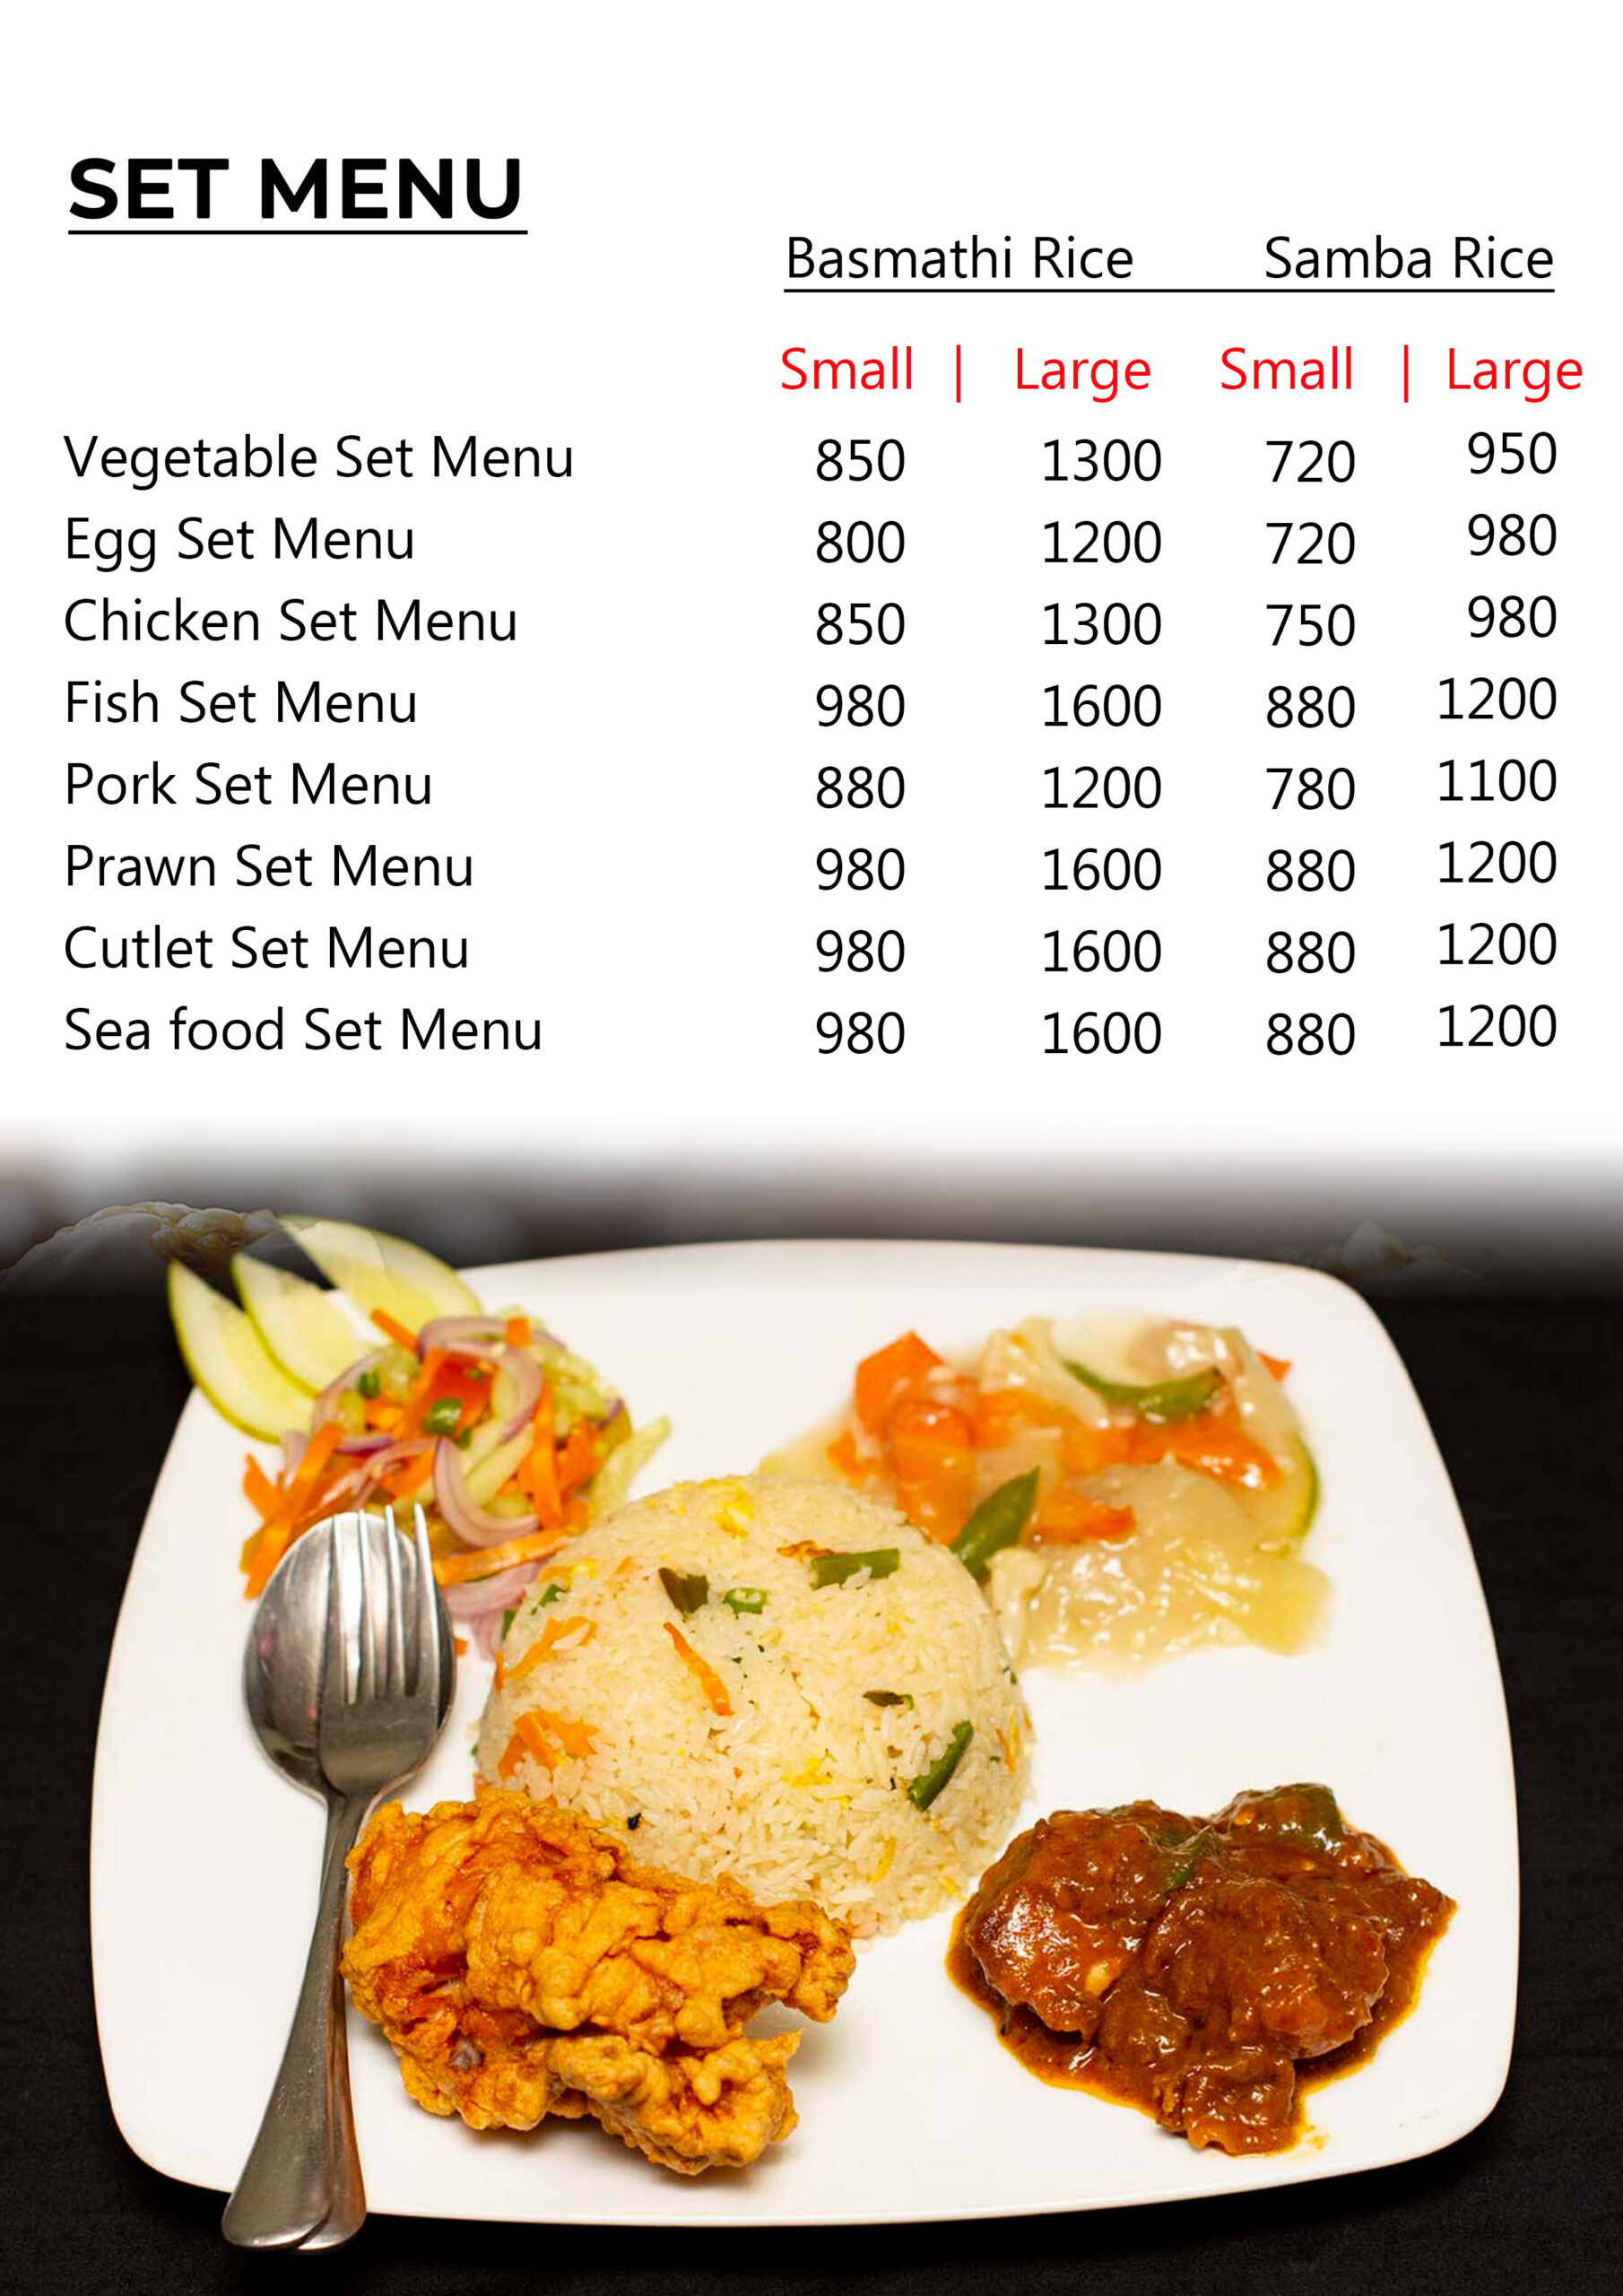 SET MENU
Basmathi Rice Samba Rice
Small | Large Small | Large
Vegetable Set Menu 850 1300 720 950
Egg Set Menu 800 1200 720 980
Chicken Set Menu 850 1300 750 980
Fish Set Menu 980 1600 880 1200
Pork Set Menu 880 1200 780 1100
Prawn Set Menu 980 1600 880 1200
Cutlet Set Menu 980 1600 880 1200
Sea food Set Menu 980 1600 880 1200